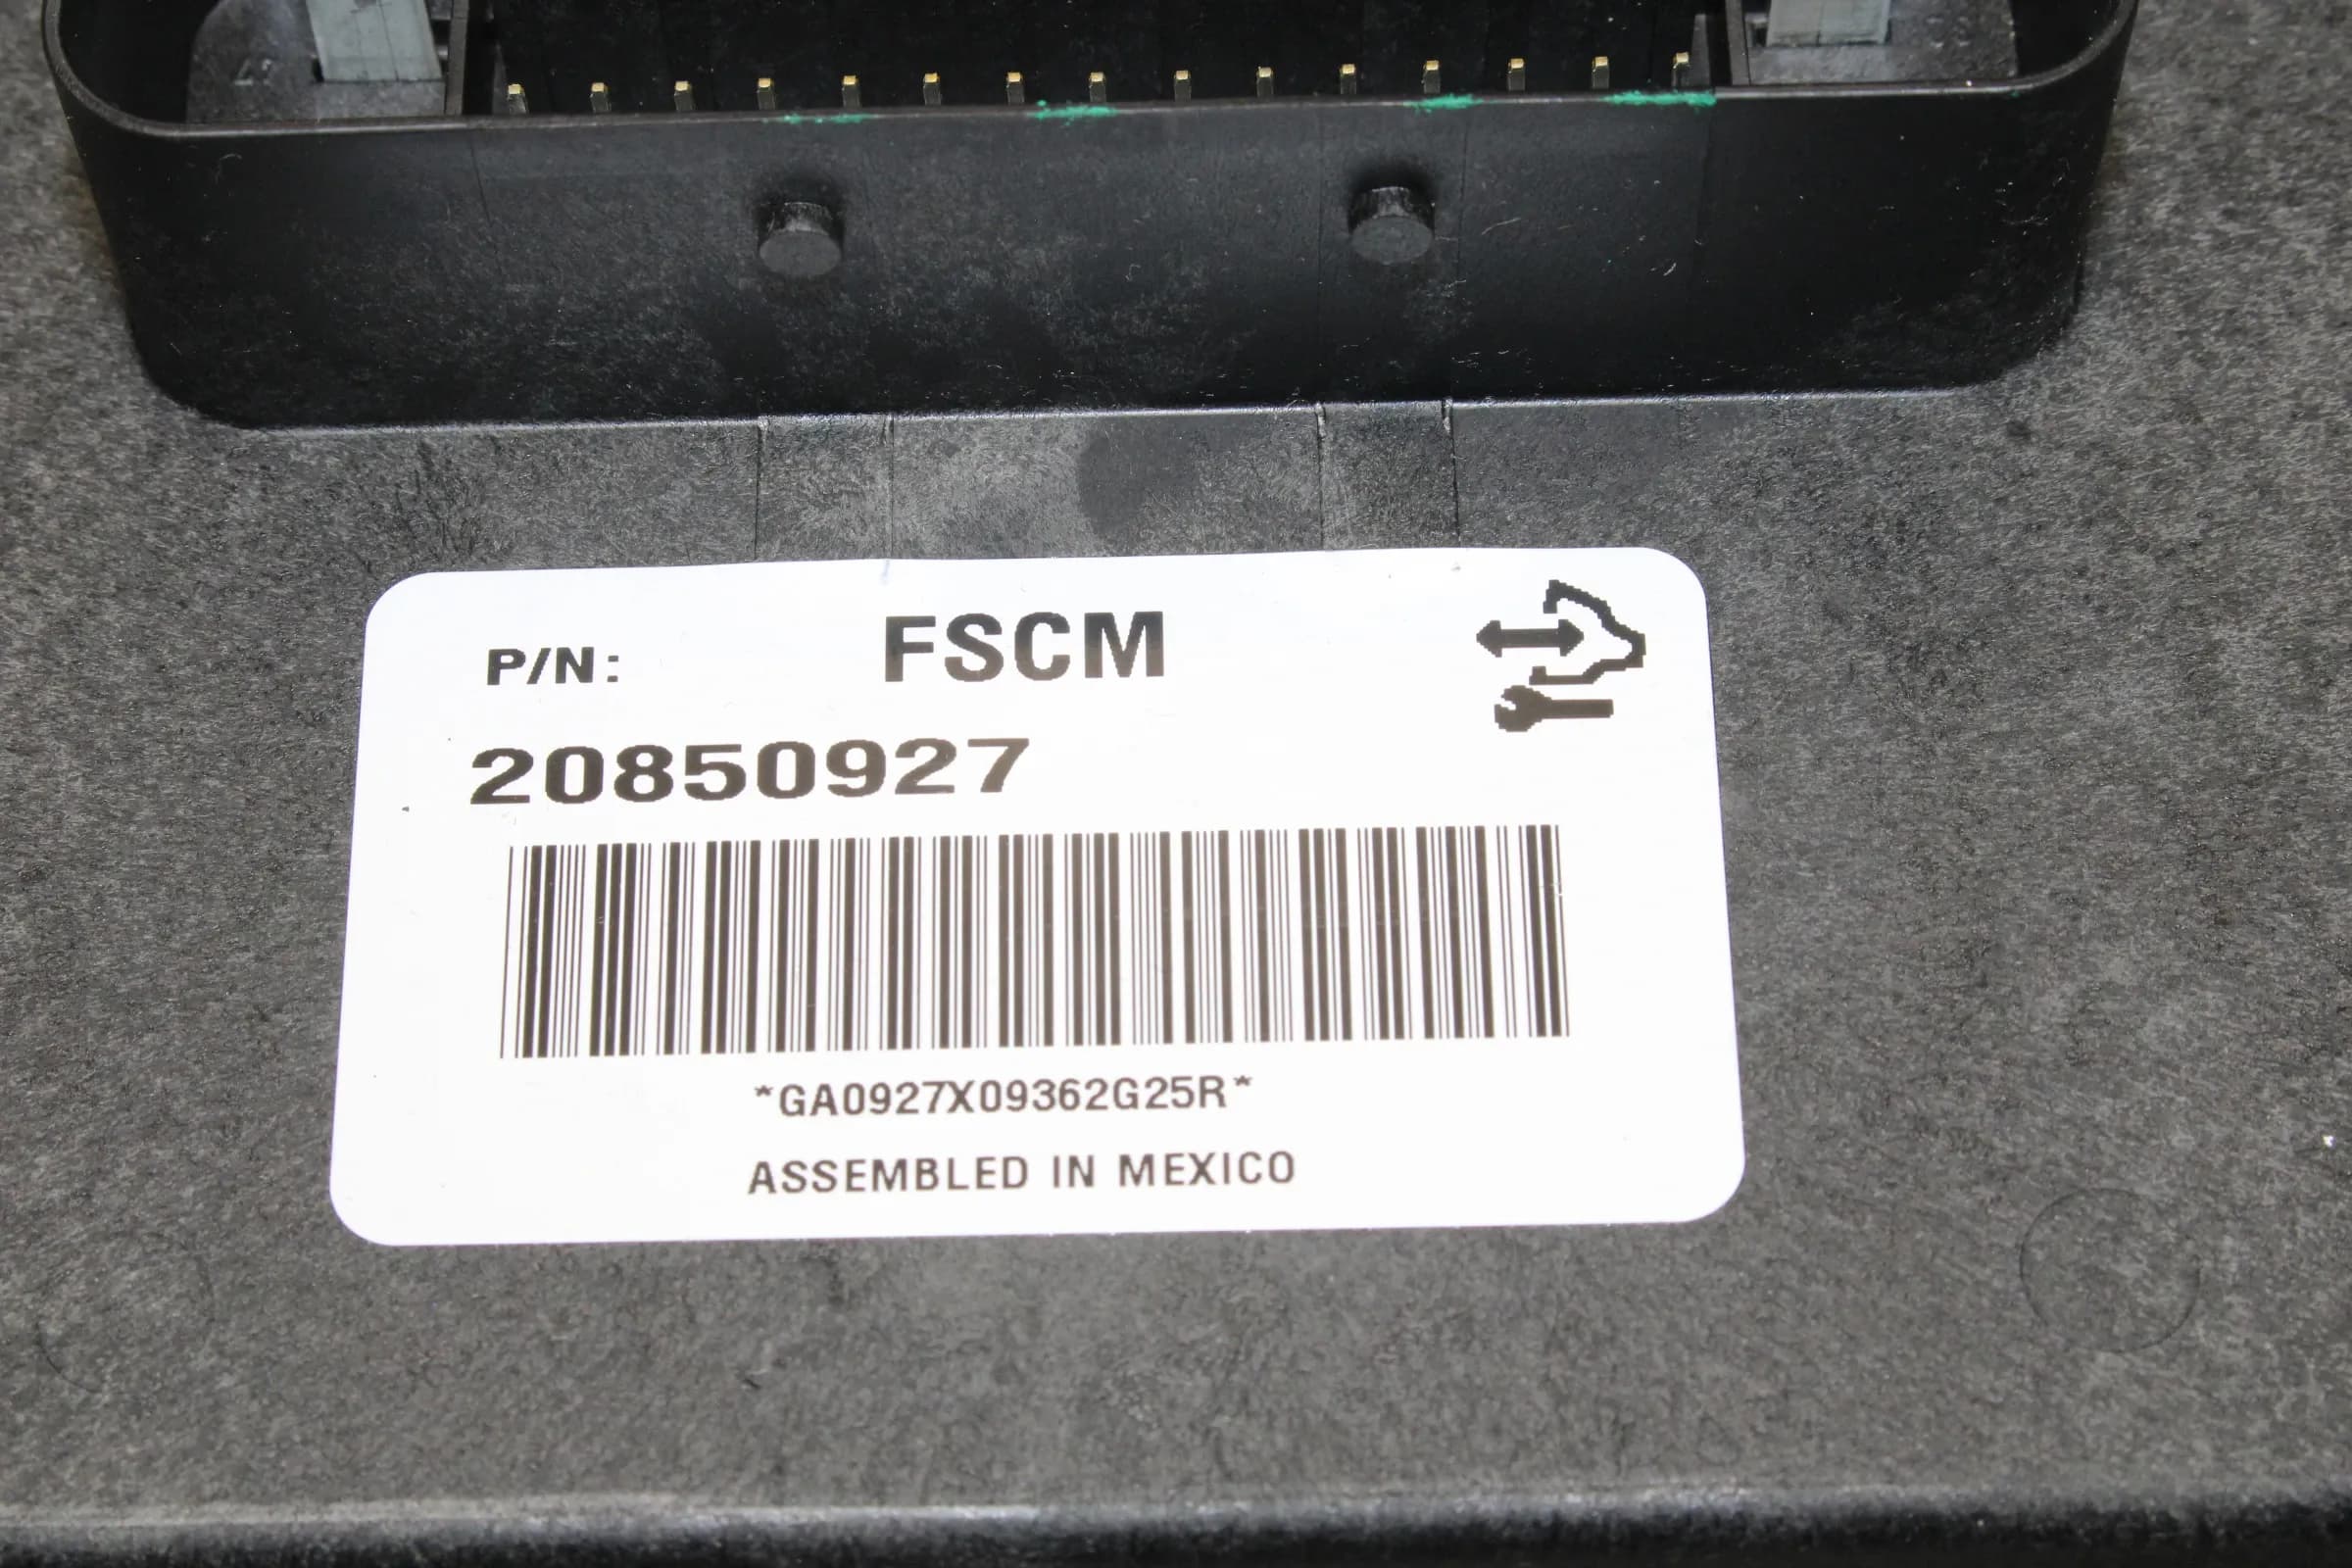 P/N: FSCM
20850927
*GA0927X09362G25R*
ASSEMBLED IN MEXICO